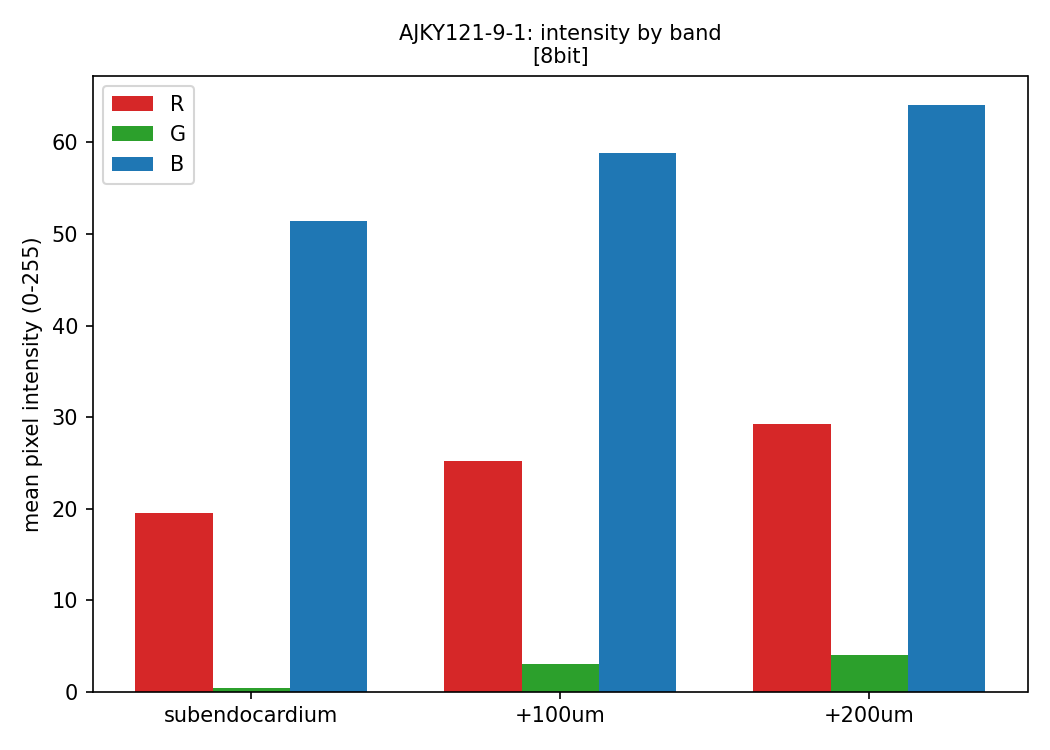 AJKY121-9-1: intensity by band
[8bit]
R
G
B
mean pixel intensity (0-255)
60
50
40
30
20
10
0
subendocardium
+100um
+200um